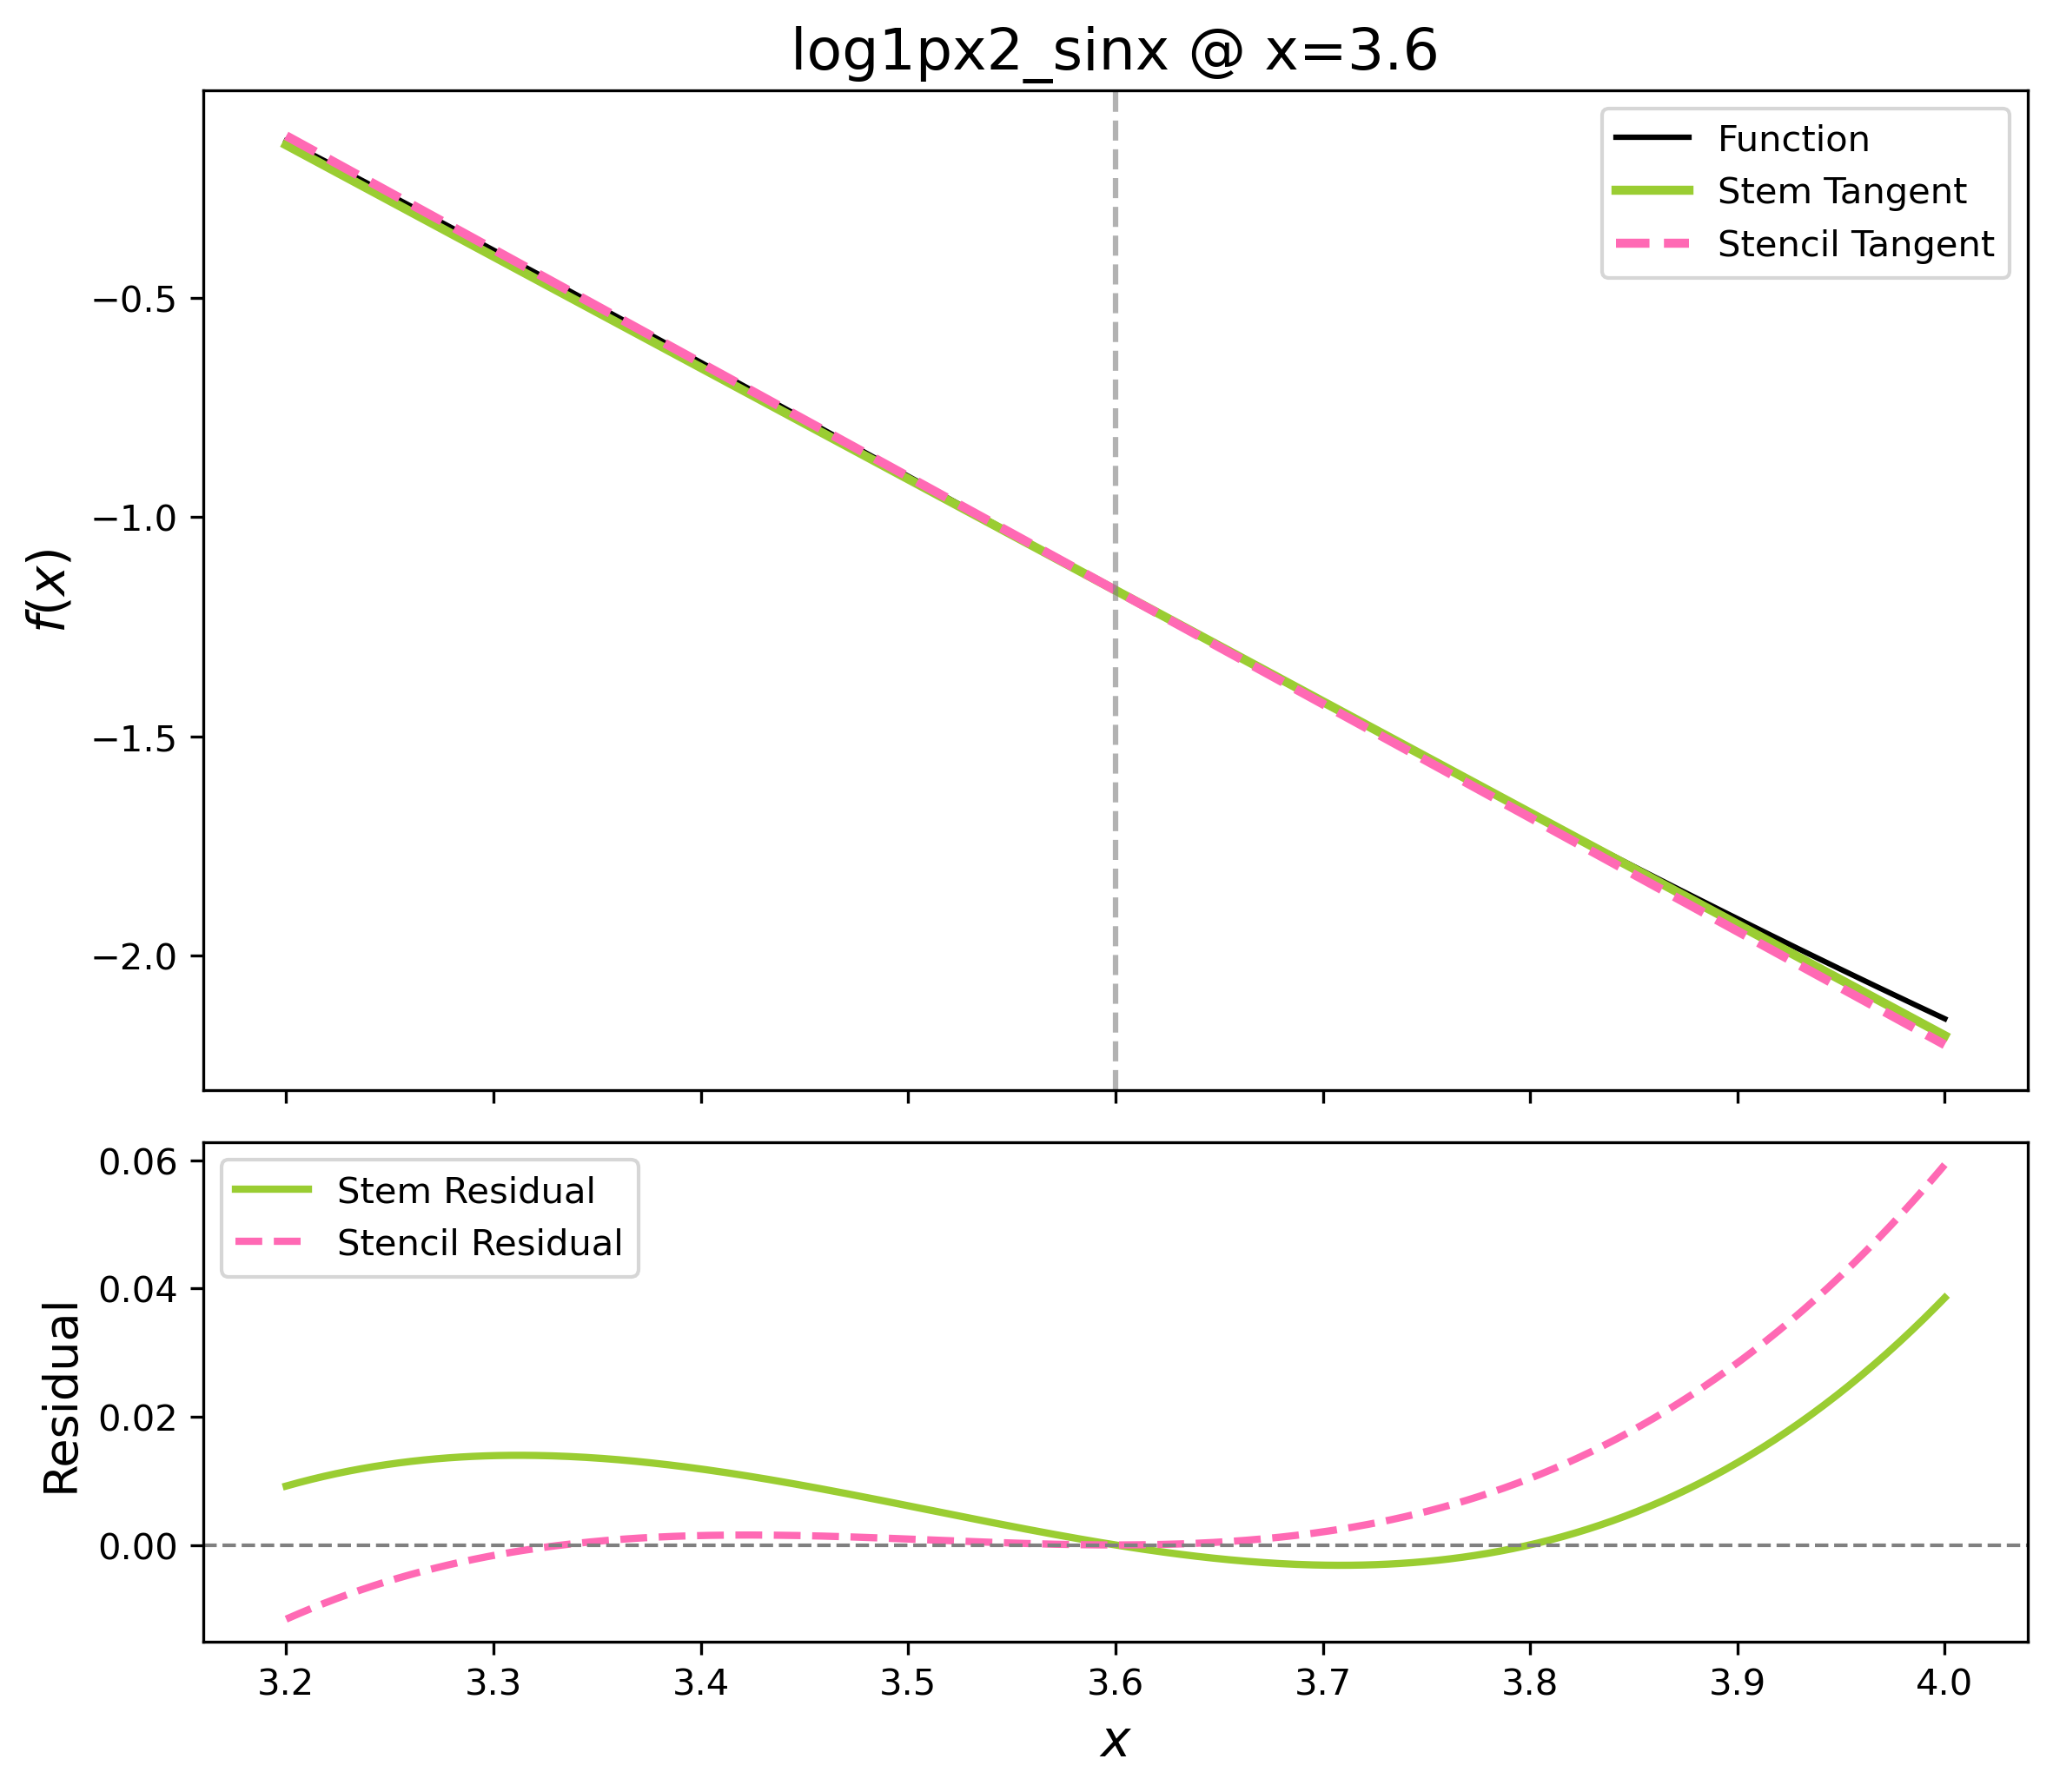 log1px2_sinx @ x=3.6
Function
Stem Tangent
Stencil Tangent
−0.5
−1.0
−1.5
−2.0
f(x)
Stem Residual
Stencil Residual
0.06
0.04
0.02
0.00
Residual
3.2 3.3 3.4 3.5 3.6 3.7 3.8 3.9 4.0
x